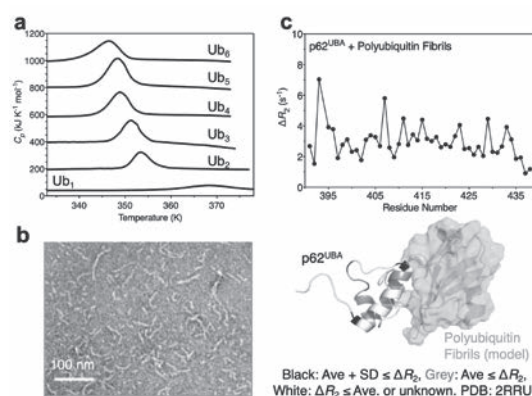 a
1200
1000
800
600
400
200
0
Cp (kJ K⁻¹ mol⁻¹)
Ub6
Ub5
Ub4
Ub3
Ub2
Ub1
340 350 360 370
Temperature (K)
b
100 nm
c
p62UBA + Polyubiquitin Fibrils
10
8
6
4
2
0
ΔR2 (s⁻¹)
395 405 415 425 435
Residue Number
p62UBA
Polyubiquitin
Fibrils (model)
Black: Ave + SD ≤ ΔR2, Grey: Ave ≤ ΔR2,
White: ΔR2 ≤ Ave. or unknown. PDB: 2RRU